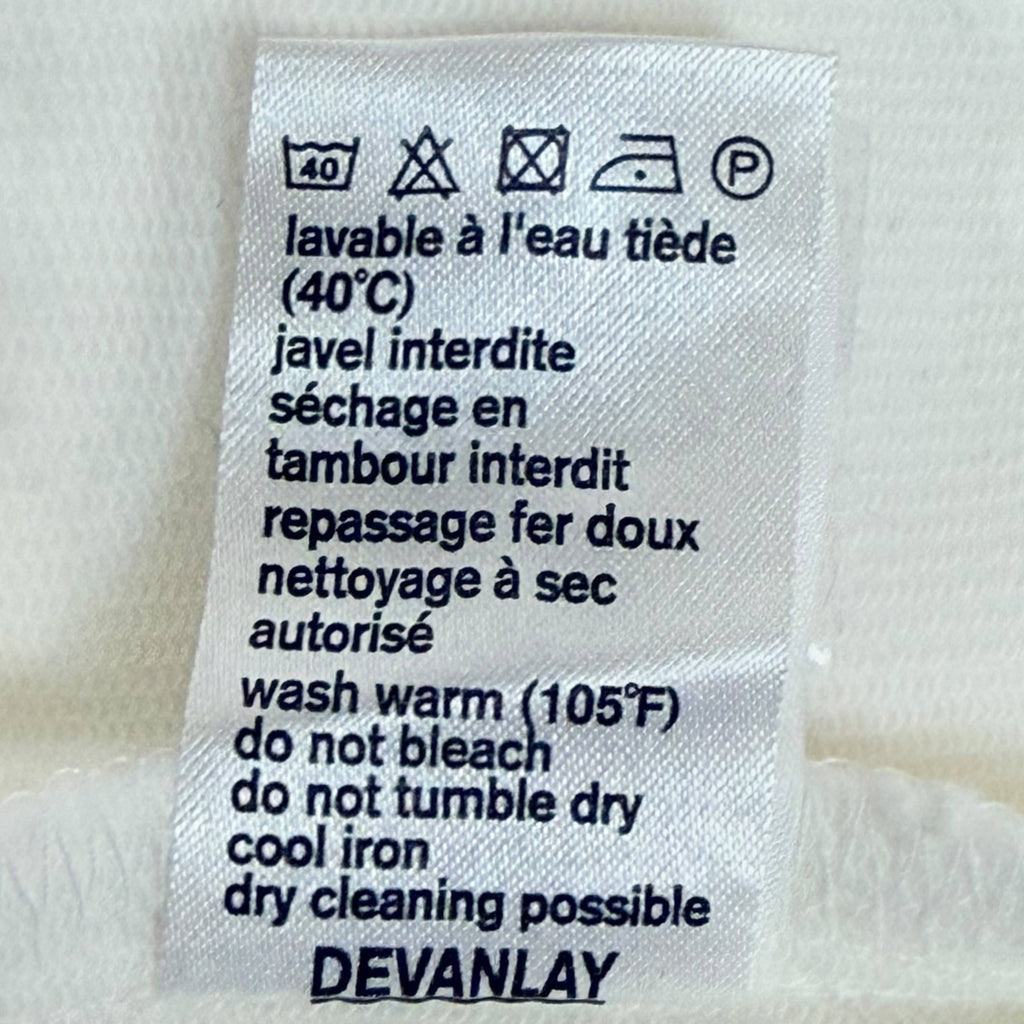 40 P
lavable à l'eau tiède
(40°C)
javel interdite
séchage en
tambour interdit
repassage fer doux
nettoyage à sec
autorisé
wash warm (105°F)
do not bleach
do not tumble dry
cool iron
dry cleaning possible
DEVANLAY